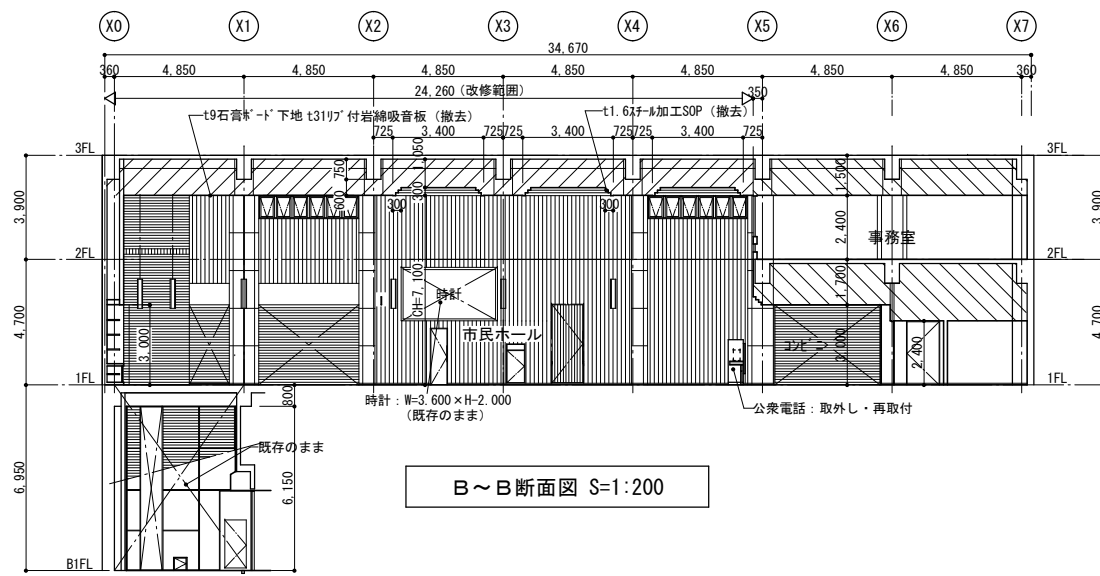 X0 X1 X2 X3 X4 X5 X6 X7
34,670
360 4,850 4,850 4,850 4,850 4,850 4,850 4,850 360
24,260 (改修範囲) 350
t9石膏ボード下地 t31リブ付岩綿吸音板 (撤去)
t1.6スチール加工SOP (撤去)
725 3,400 725 725 3,400 725 725 3,400 725
3FL 3FL
750 600 1,050 300 1,500
3,900 3,900
300 300
2,400
事務室
2FL 2FL
1,700
CH=7,100
時計
市民ホール
4,700 4,700
3,000
コンビニ
3,000
2,400
1FL 1FL
時計：W=3.600×H-2.000
(既存のまま)
公衆電話：取外し・再取付
800
既存のまま
6,950
6,150
B～B断面図 S=1:200
B1FL